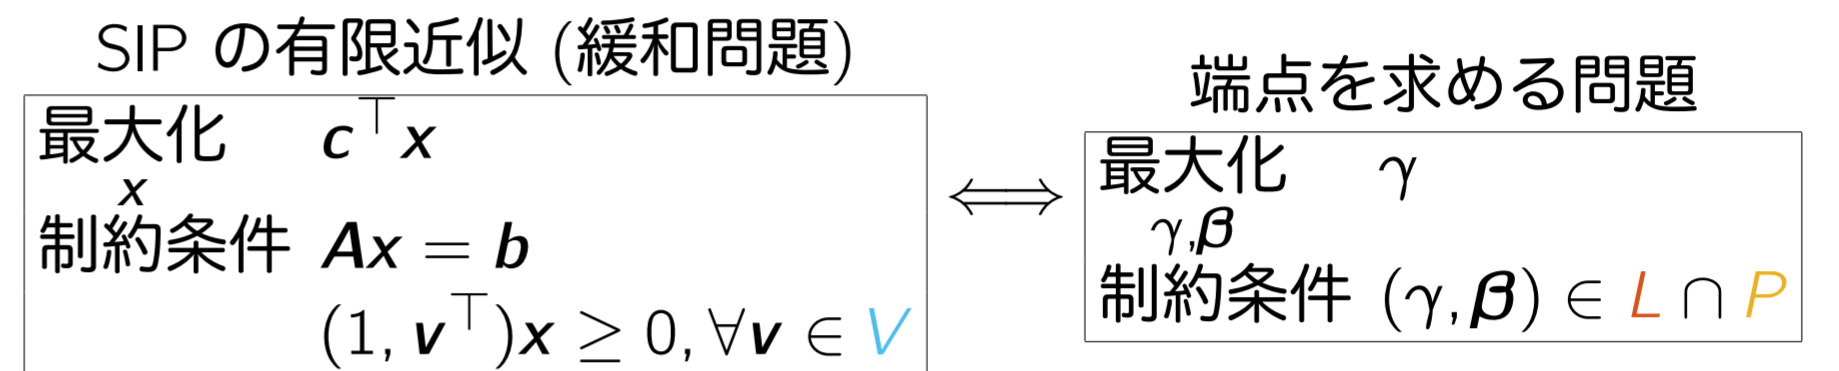 SIP の有限近似 (緩和問題)
最大化 c⊤x
x
制約条件 Ax = b
(1, v⊤)x ≥ 0, ∀v ∈ V
⟺
端点を求める問題
最大化 γ
γ,β
制約条件 (γ, β) ∈ L ∩ P